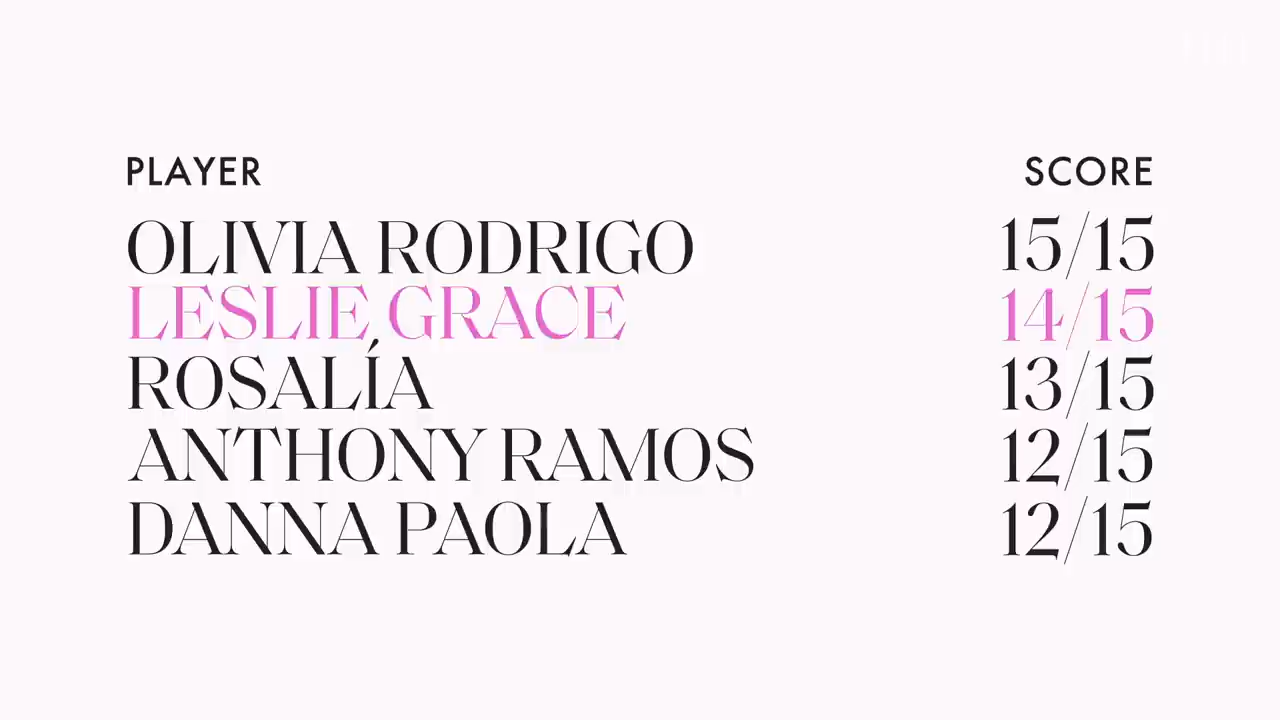 PLAYER SCORE
OLIVIA RODRIGO 15/15
LESLIE GRACE 14/15
ROSALÍA 13/15
ANTHONY RAMOS 12/15
DANNA PAOLA 12/15